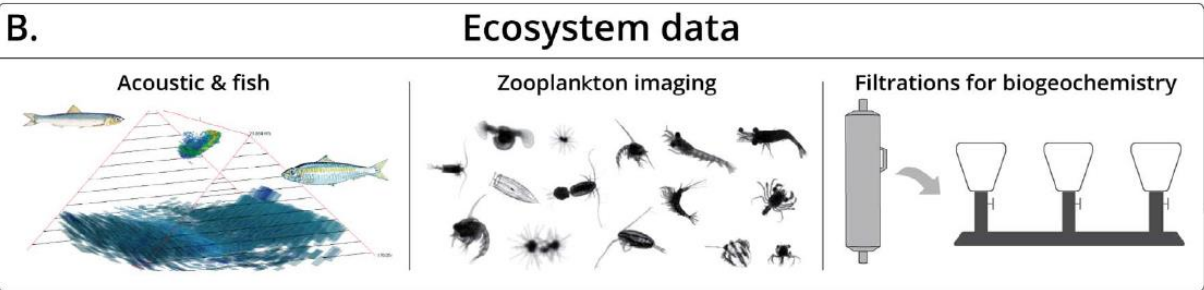 B.
Ecosystem data
Acoustic & fish
Zooplankton imaging
Filtrations for biogeochemistry